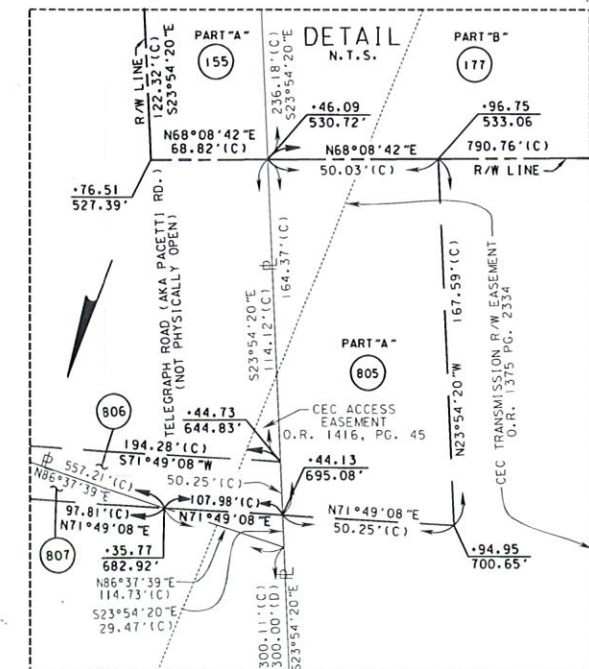 DETAIL
N.T.S.
PART "A"
155
PART "B"
177
R/W LINE
122.32'(C)
S23°54'20"E
236.18'(C)
S23°54'20"E
+46.09
530.72'
+96.75
533.06
N68°08'42"E
68.82'(C)
N68°08'42"E
50.03'(C)
790.76'(C)
R/W LINE
+76.51
527.39'
TELEGRAPH ROAD (AKA PACETTI RD.)
(NOT PHYSICALLY OPEN)
S23°54'20"E
114.12'(C)
164.37'(C)
PART "A"
805
167.59'(C)
N23°54'20"W
CEC TRANSMISSION R/W EASEMENT
O.R. 1375 PG. 2334
806
+44.73
644.83'
CEC ACCESS
EASEMENT
O.R. 1416, PG. 45
194.28'(C)
S71°49'08"W
+44.13
695.08'
50.25'(C)
557.21'(C)
N86°37'39"E
107.98'(C)
N71°49'08"E
N71°49'08"E
50.25'(C)
97.81'(C)
N71°49'08"E
807
+35.77
682.92'
+94.95
700.65'
N86°37'39"E
114.73'(C)
S23°54'20"E
29.47'(C)
300.11'(C)
300.00'(D)
S23°54'20"E